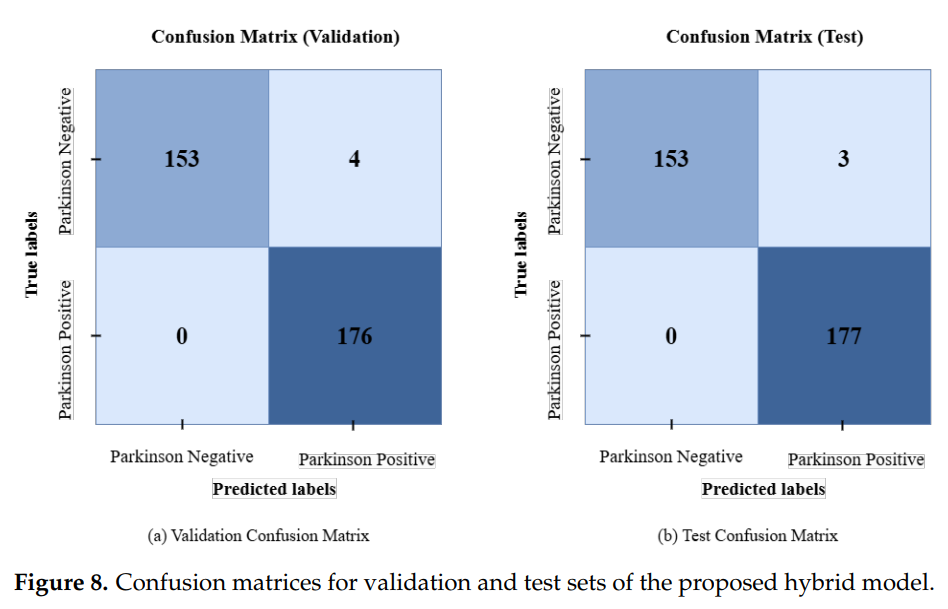 Confusion Matrix (Validation)
Parkinson Negative
Parkinson Positive
True labels
153
4
0
176
Parkinson Negative
Parkinson Positive
Predicted labels
(a) Validation Confusion Matrix
Confusion Matrix (Test)
Parkinson Negative
Parkinson Positive
True labels
153
3
0
177
Parkinson Negative
Parkinson Positive
Predicted labels
(b) Test Confusion Matrix
Figure 8. Confusion matrices for validation and test sets of the proposed hybrid model.